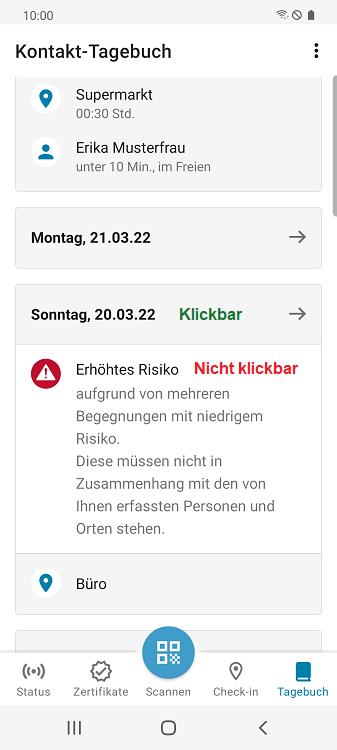 10:00
Kontakt-Tagebuch
Supermarkt
00:30 Std.
Erika Musterfrau
unter 10 Min., im Freien
Montag, 21.03.22
Sonntag, 20.03.22 Klickbar
Erhöhtes Risiko Nicht klickbar
aufgrund von mehreren
Begegnungen mit niedrigem
Risiko.
Diese müssen nicht in
Zusammenhang mit den von
Ihnen erfassten Personen und
Orten stehen.
Büro
Status Zertifikate Scannen Check-in Tagebuch